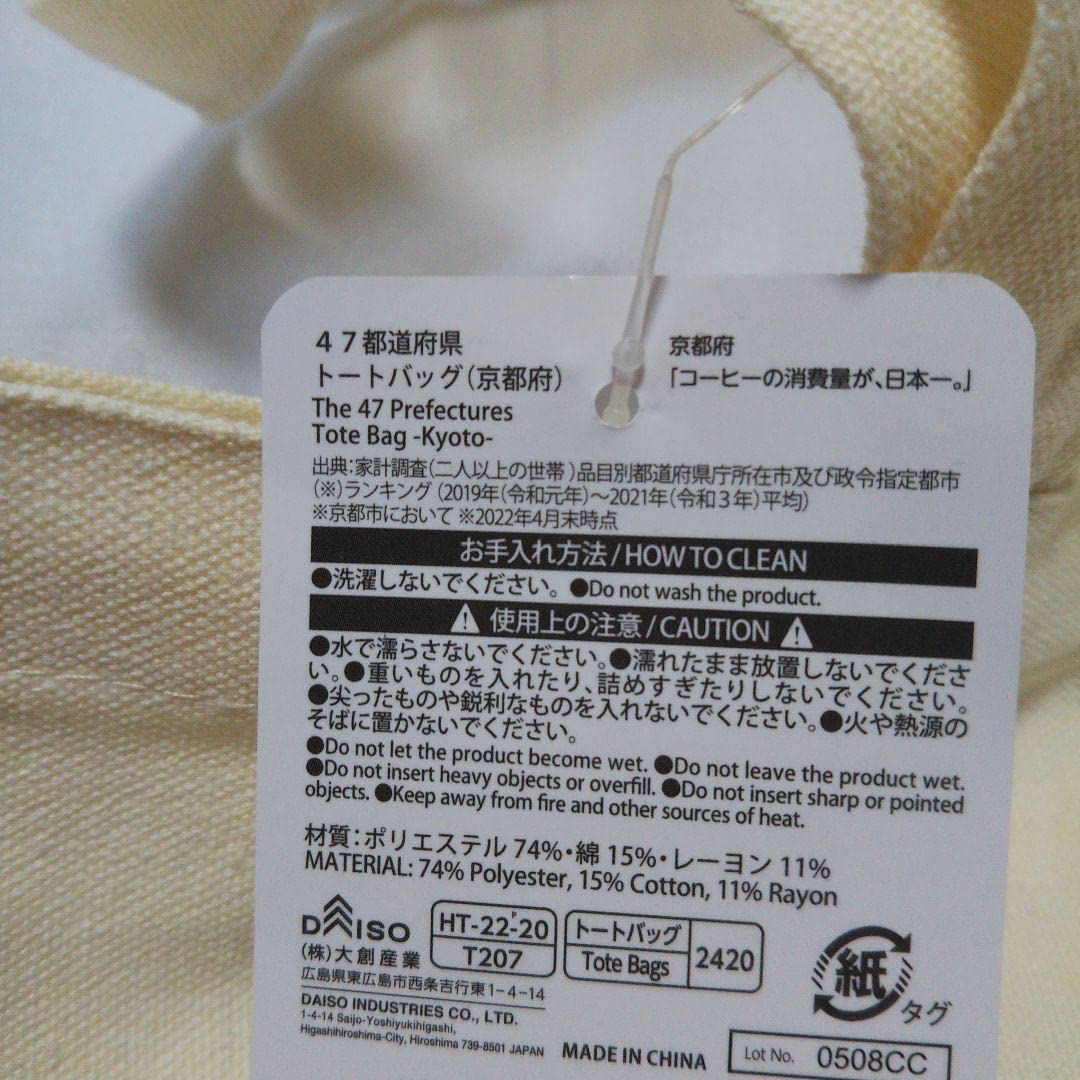 ４７都道府県
トートバッグ(京都府)
The 47 Prefectures
Tote Bag -Kyoto-
京都府
「コーヒーの消費量が、日本一。」
出典:家計調査(二人以上の世帯)品目別都道府県庁所在市及び政令指定都市
(※)ランキング (2019年(令和元年)～2021年(令和３年)平均)
※京都市において ※2022年4月末時点
お手入れ方法/HOW TO CLEAN
●洗濯しないでください。 ●Do not wash the product.
使用上の注意/CAUTION
●水で濡らさないでください。●濡れたまま放置しないでくださ
い。●重いものを入れたり、詰めすぎたりしないでください。
●尖ったものや鋭利なものを入れないでください。●火や熱源の
そばに置かないでください。
●Do not let the product become wet. ●Do not leave the product wet.
●Do not insert heavy objects or overfill. ●Do not insert sharp or pointed
objects. ●Keep away from fire and other sources of heat.
材質:ポリエステル 74%・綿 15%・レーヨン 11%
MATERIAL: 74% Polyester, 15% Cotton, 11% Rayon
DAISO
(株)大創産業
HT-22-P-20
T207
トートバッグ
Tote Bags
2420
紙
タグ
広島県東広島市西条吉行東1-4-14
DAISO INDUSTRIES CO., LTD.
1-4-14 Saijo-Yoshiyukihigashi,
Higashihiroshima-City, Hiroshima 739-8501 JAPAN
MADE IN CHINA
Lot No. 0508CC